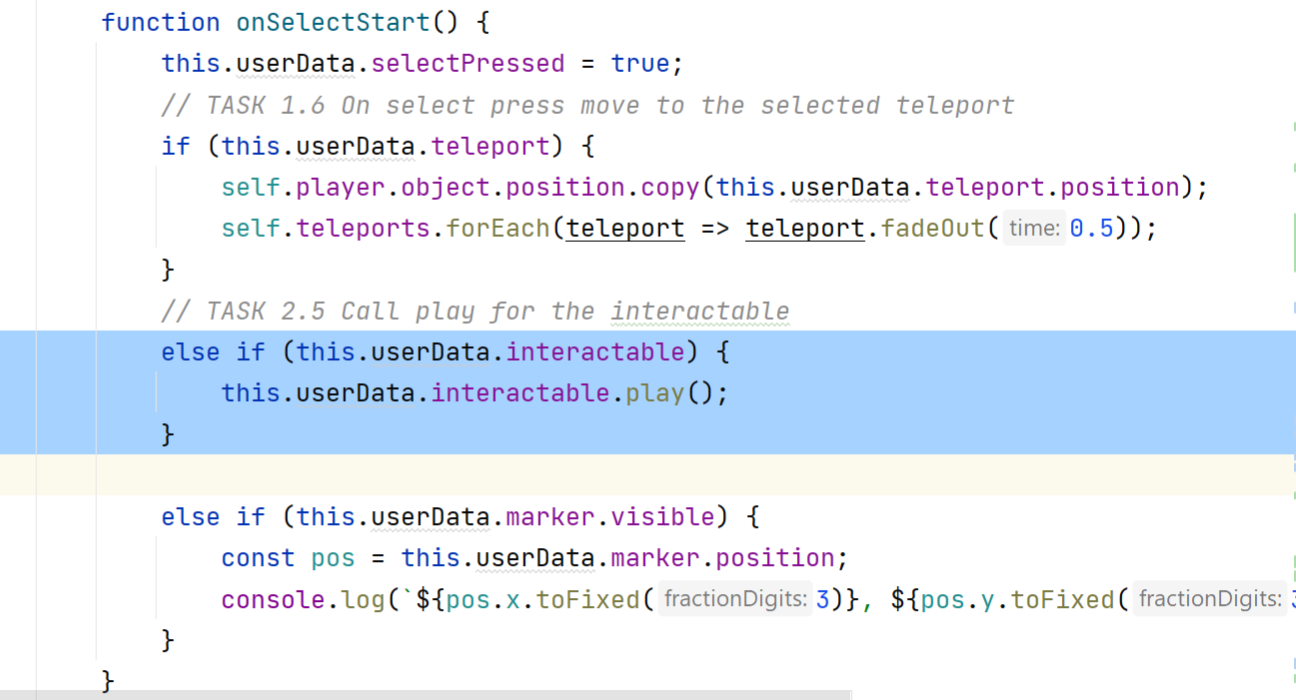 function onSelectStart() {
this.userData.selectPressed = true;
// TASK 1.6 On select press move to the selected teleport
if (this.userData.teleport) {
self.player.object.position.copy(this.userData.teleport.position);
self.teleports.forEach(teleport => teleport.fadeOut( time: 0.5));
}
// TASK 2.5 Call play for the interactable
else if (this.userData.interactable) {
this.userData.interactable.play();
}
else if (this.userData.marker.visible) {
const pos = this.userData.marker.position;
console.log(`${pos.x.toFixed( fractionDigits: 3)}, ${pos.y.toFixed( fractionDigits:
}
}